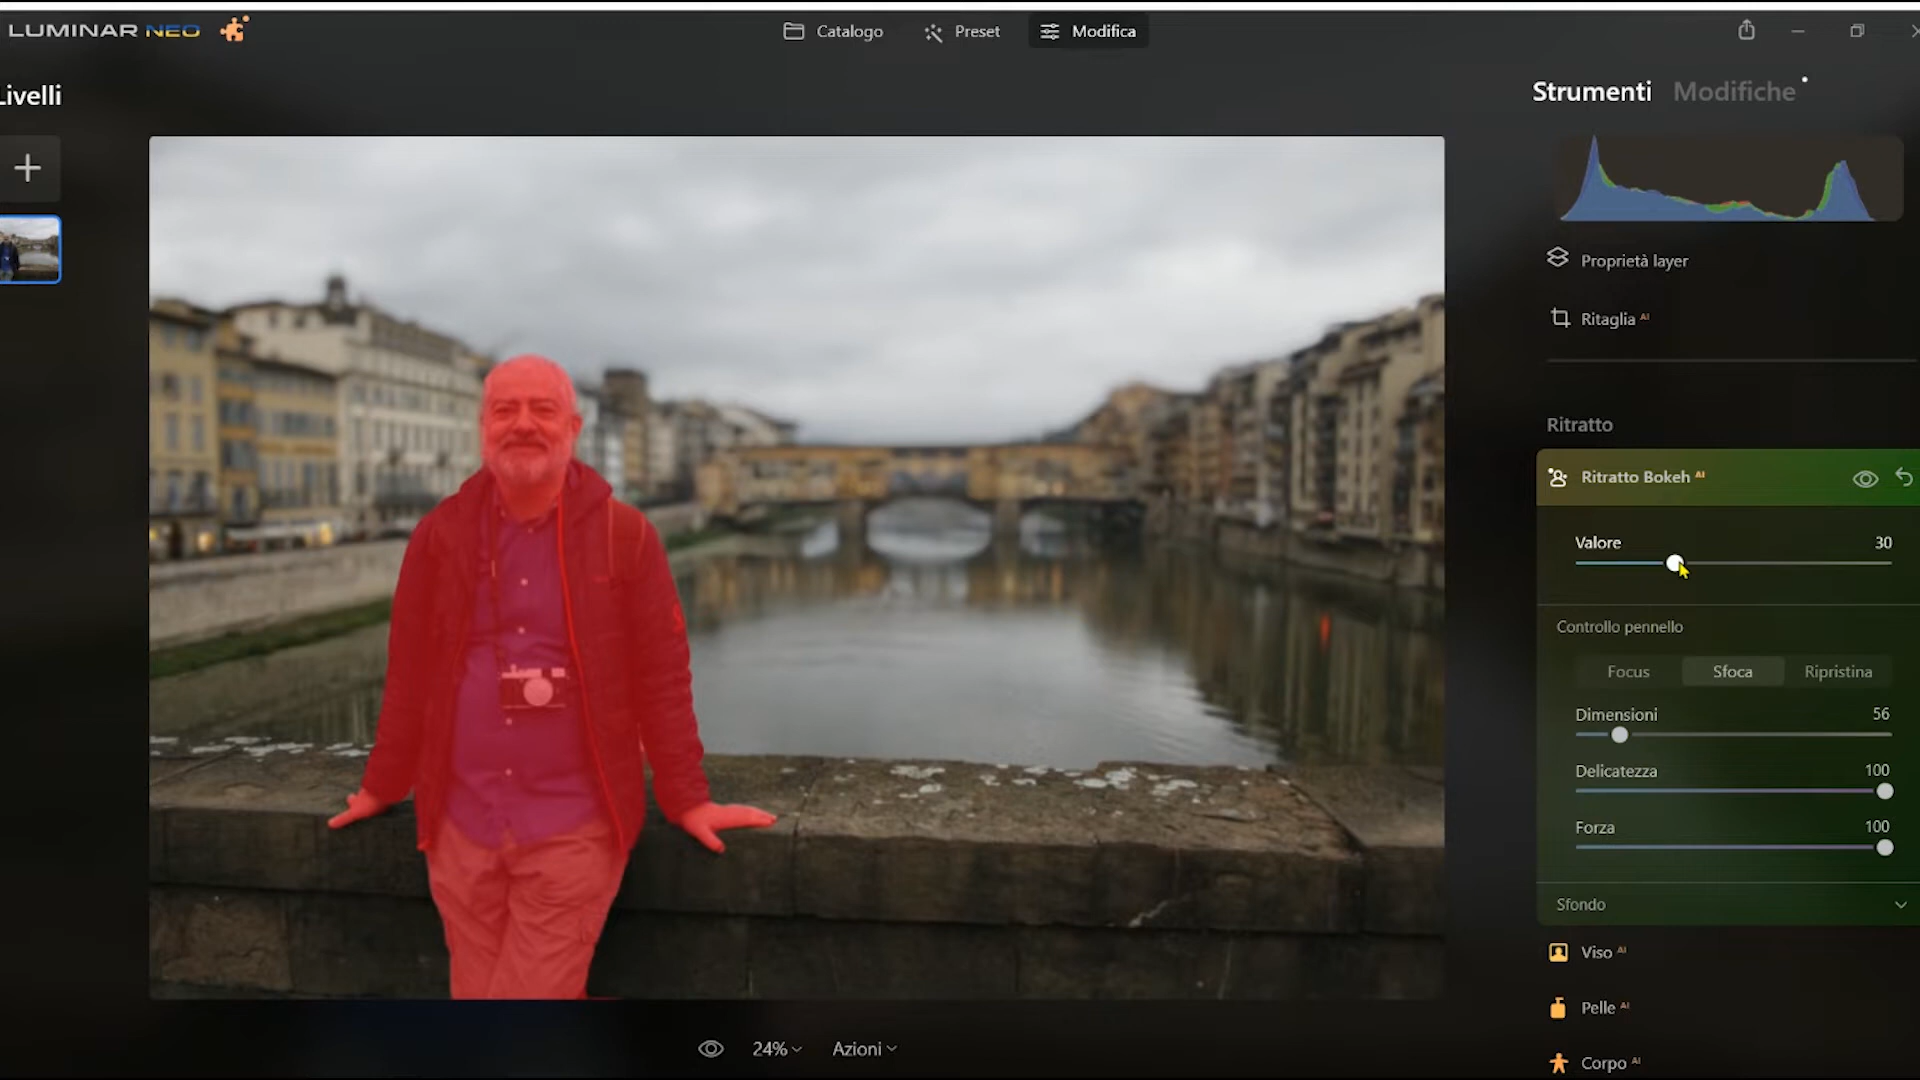 LUMINAR NEO
Catalogo
Preset
Modifica
Livelli
Strumenti Modifiche
Proprietà layer
Ritaglia AI
Ritratto
Ritratto Bokeh AI
Valore 30
Controllo pennello
Focus Sfoca Ripristina
Dimensioni 56
Delicatezza 100
Forza 100
Sfondo
Viso AI
Pelle AI
Corpo AI
24%
Azioni